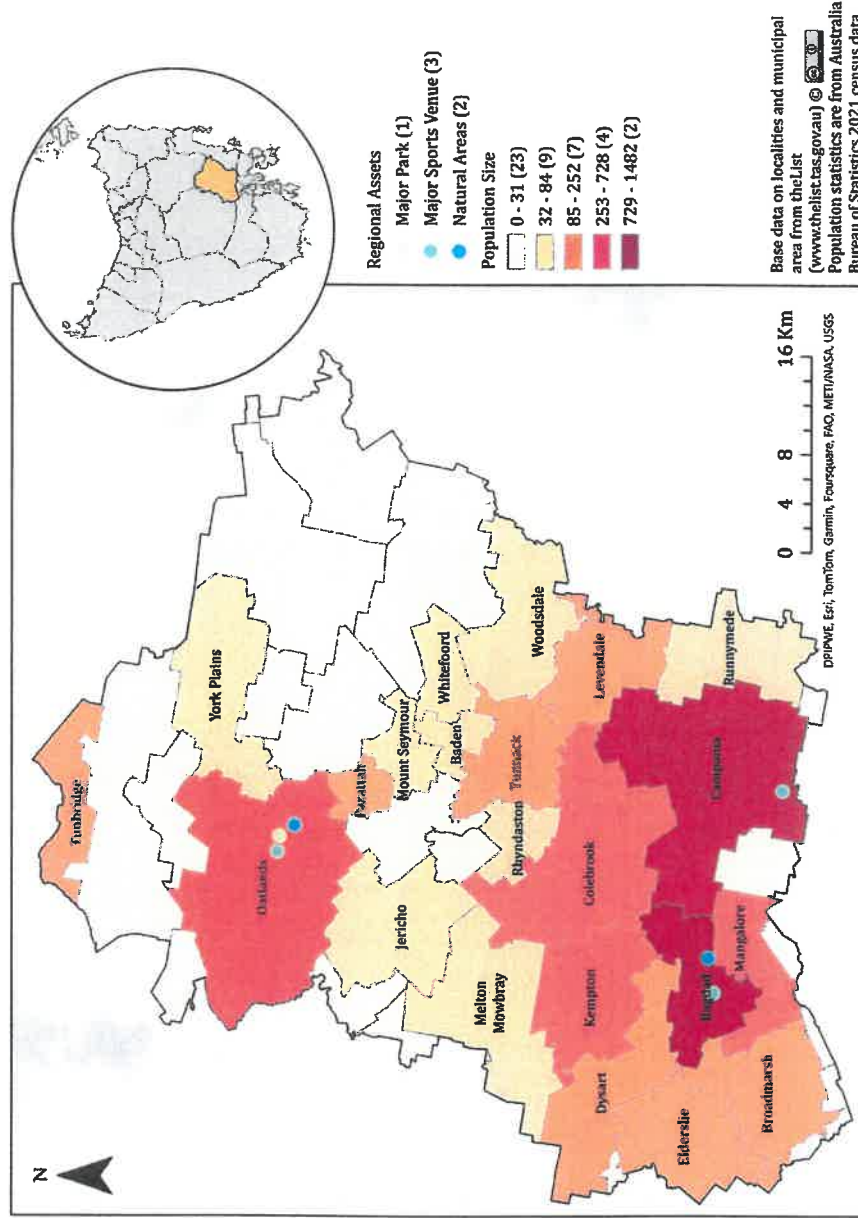 N
Tunbridge
York Plains
Oatlands
Parattah
Mount Seymour
Whitefoord
Baden
Woodsdale
Jericho
Tunnack
Rhyndaston
Levendale
Melton
Mowbray
Colebrook
Kempton
Runnymede
Campania
Dysart
Bagdad
Mangalore
Elderslie
Broadmarsh
0 4 8 16 Km
DPIPWE, Esri, TomTom, Garmin, Foursquare, FAO, METI/NASA, USGS
Regional Assets
Major Park (1)
Major Sports Venue (3)
Natural Areas (2)
Population Size
0 - 31 (23)
32 - 84 (9)
85 - 252 (7)
253 - 728 (4)
729 - 1482 (2)
Base data on localities and municipal
area from theList
(www.thelist.tas.gov.au) © cc
Population statistics are from Australia
Bureau of Statistics 2021 census data